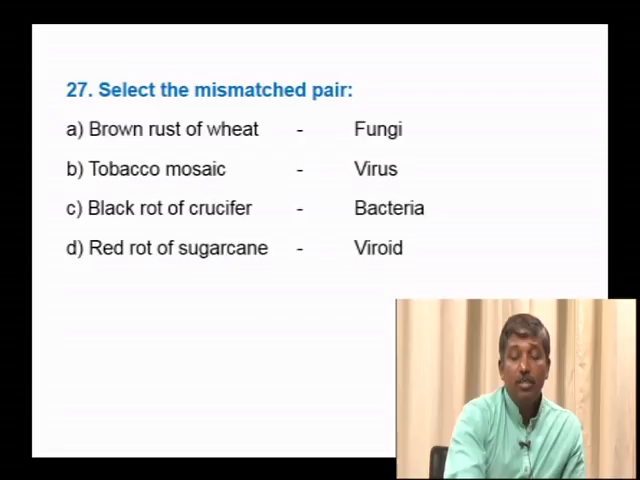 27. Select the mismatched pair:
a) Brown rust of wheat - Fungi
b) Tobacco mosaic - Virus
c) Black rot of crucifer - Bacteria
d) Red rot of sugarcane - Viroid